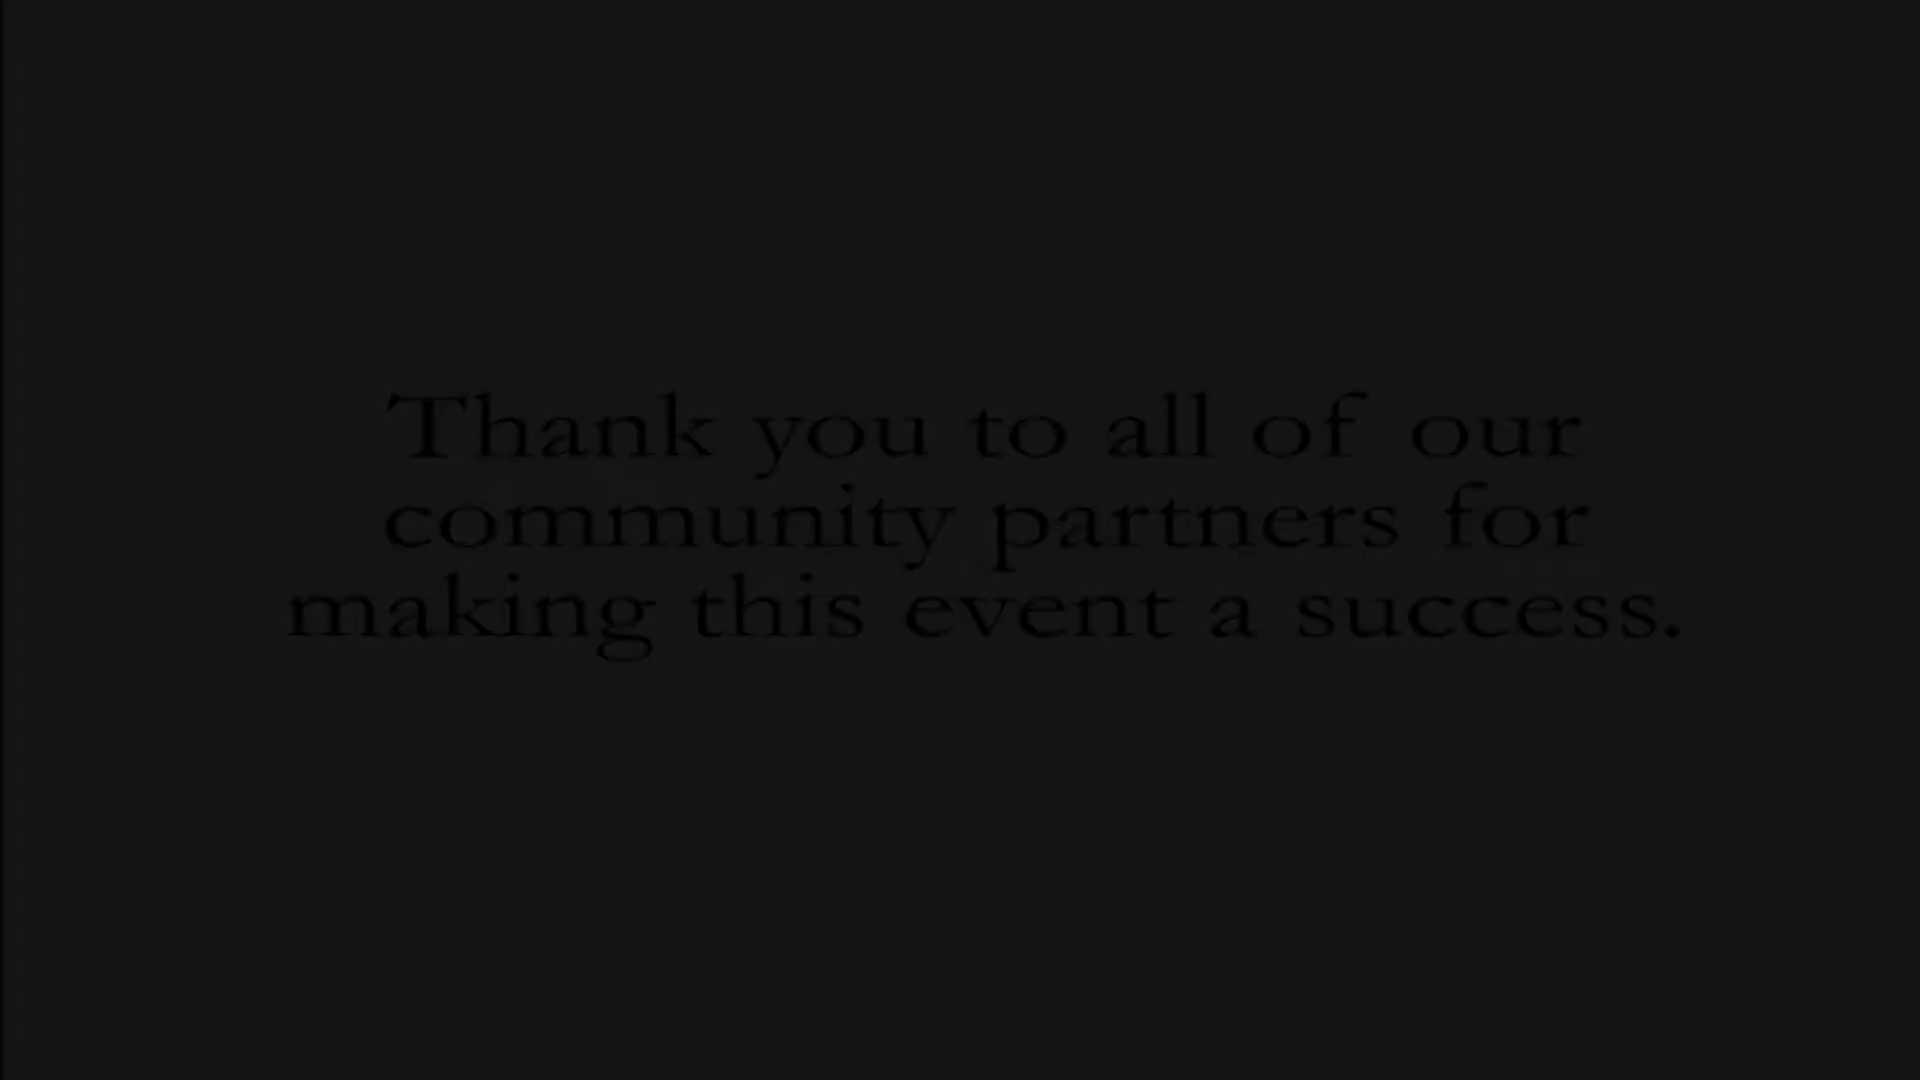 Thank you to all of our
community partners for
making this event a success.